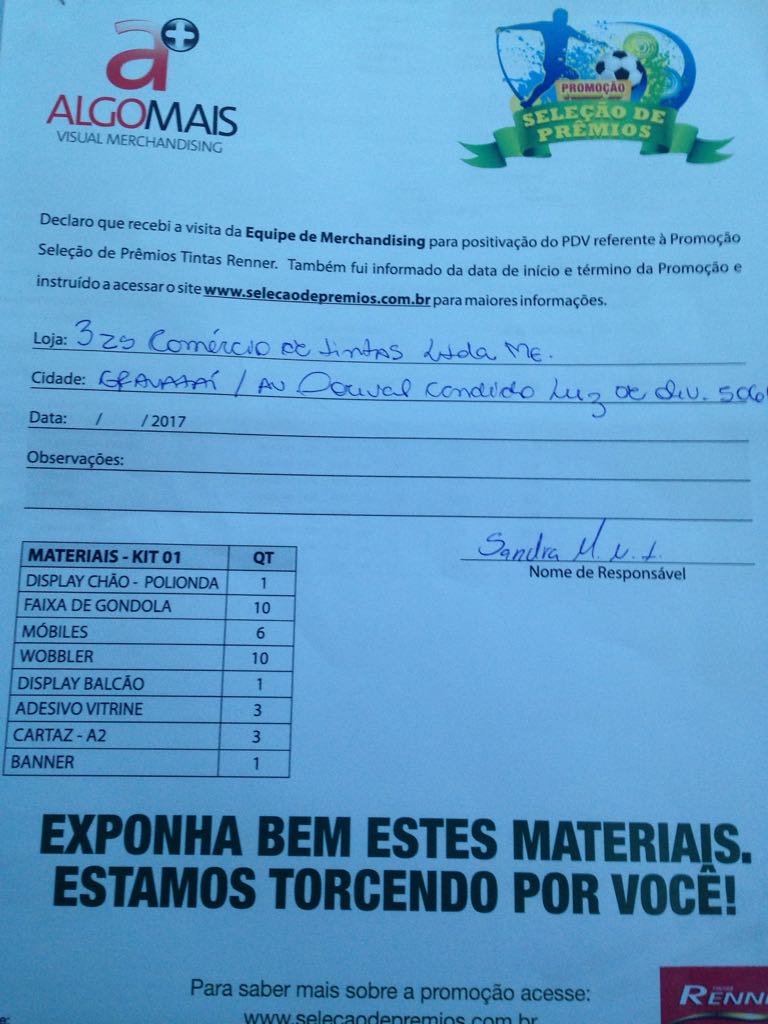 a+
ALGOMAIS
VISUAL MERCHANDISING
PROMOÇÃO
SELEÇÃO DE
PRÊMIOS
Declaro que recebi a visita da Equipe de Merchandising para positivação do PDV referente à Promoção
Seleção de Prêmios Tintas Renner. Também fui informado da data de início e término da Promoção e
instruído a acessar o site www.selecaodepremios.com.br para maiores informações.
Loja: 3zs Comércio de tintas Ltda ME.
Cidade: GRAVATAÍ / AV Dorival Condido Luz de Oliv. 506
Data: / / 2017
Observações:
Sandra M.
Nome de Responsável
MATERIAIS - KIT 01 QT
DISPLAY CHÃO - POLIONDA 1
FAIXA DE GONDOLA 10
MÓBILES 6
WOBBLER 10
DISPLAY BALCÃO 1
ADESIVO VITRINE 3
CARTAZ - A2 3
BANNER 1
EXPONHA BEM ESTES MATERIAIS.
ESTAMOS TORCENDO POR VOCÊ!
Para saber mais sobre a promoção acesse:
www.selecaodepremios.com.br
RENN